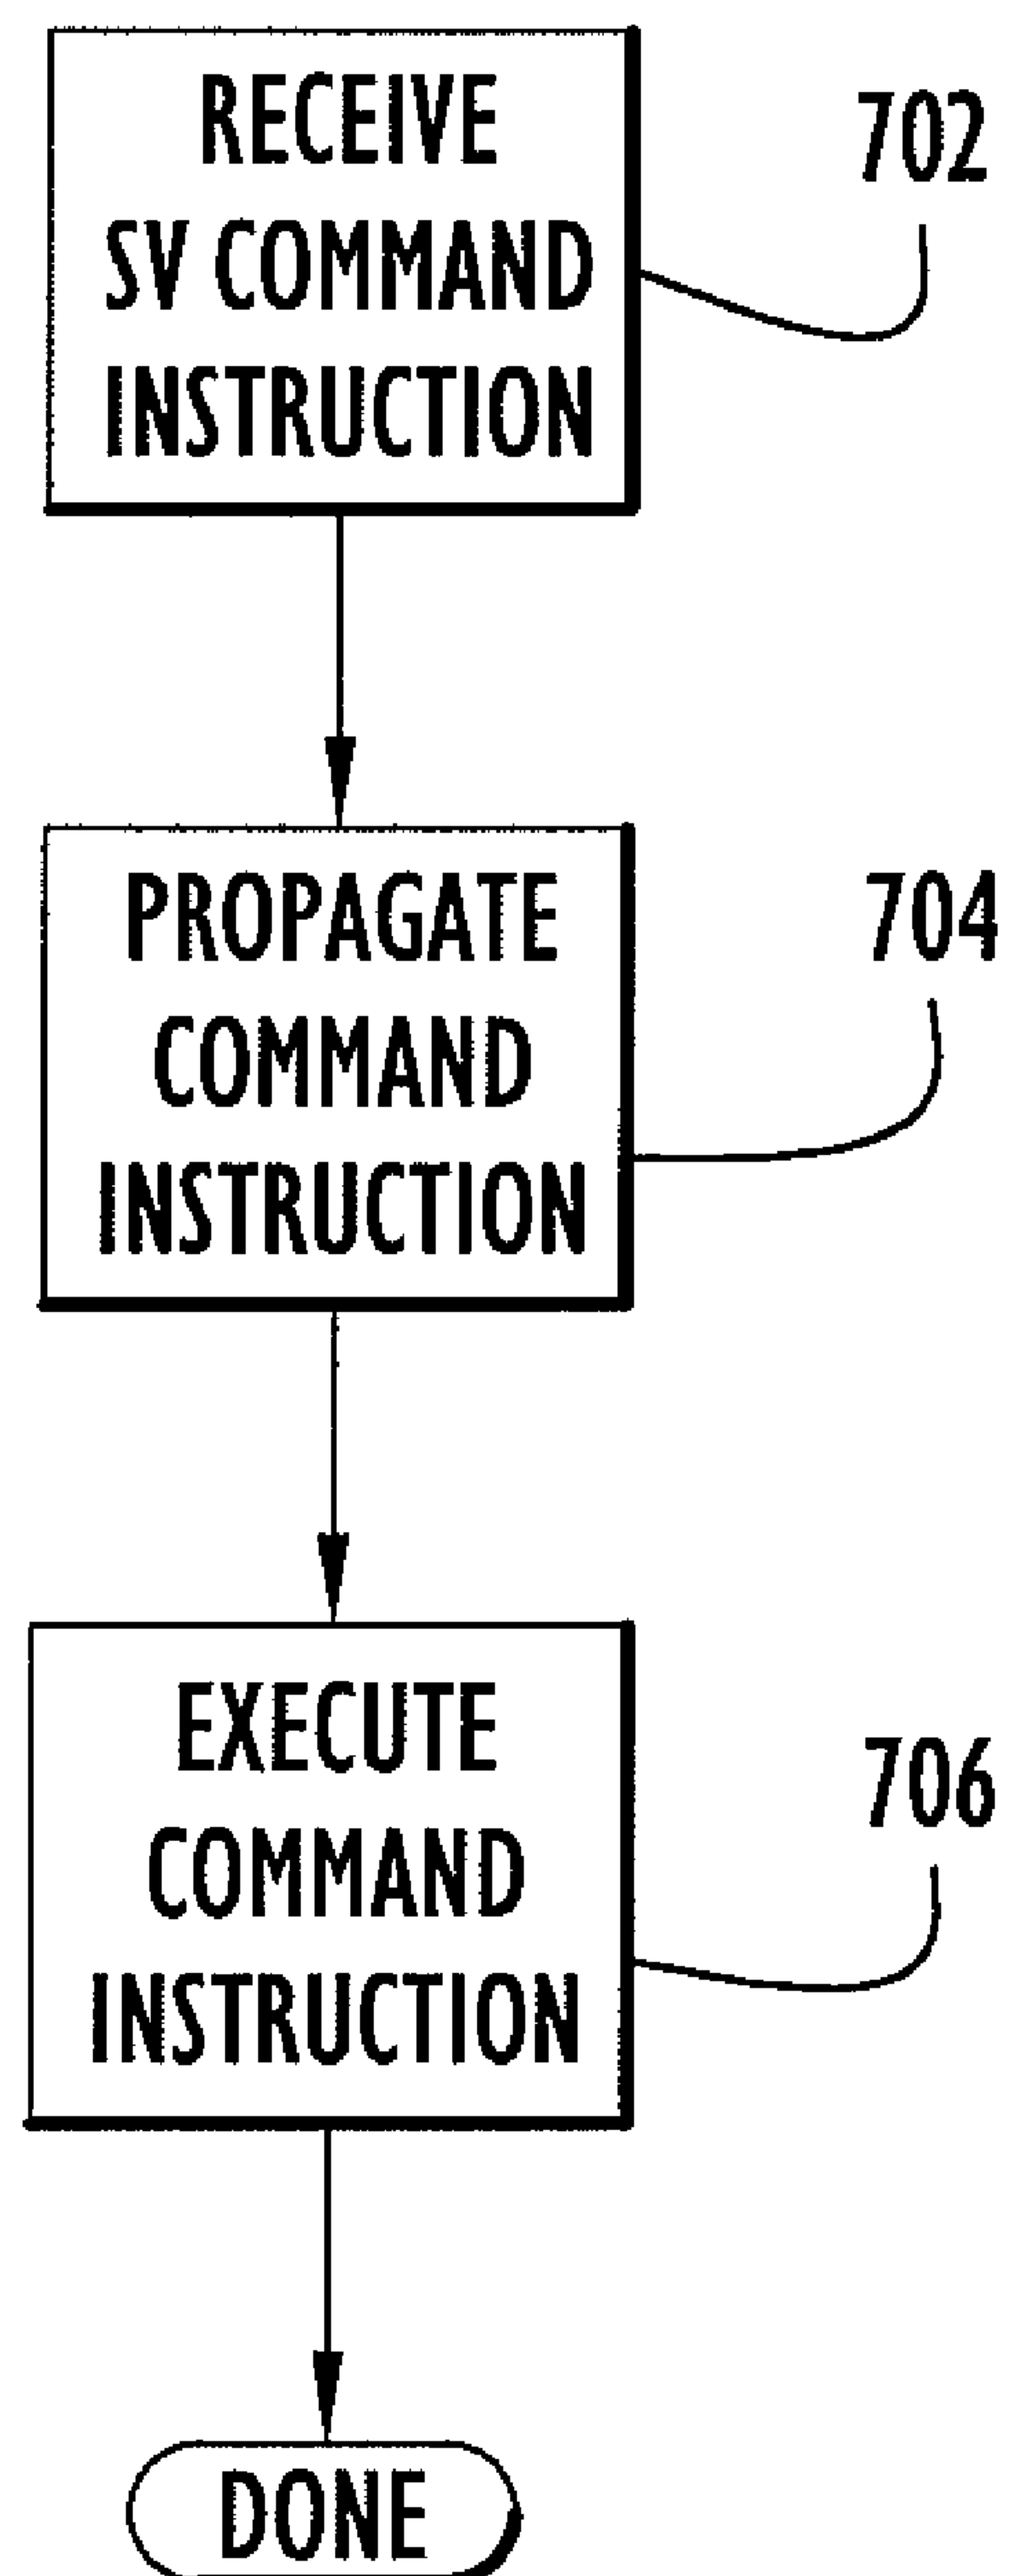 RECEIVE
SV COMMAND
INSTRUCTION
702
PROPAGATE
COMMAND
INSTRUCTION
704
EXECUTE
COMMAND
INSTRUCTION
706
DONE